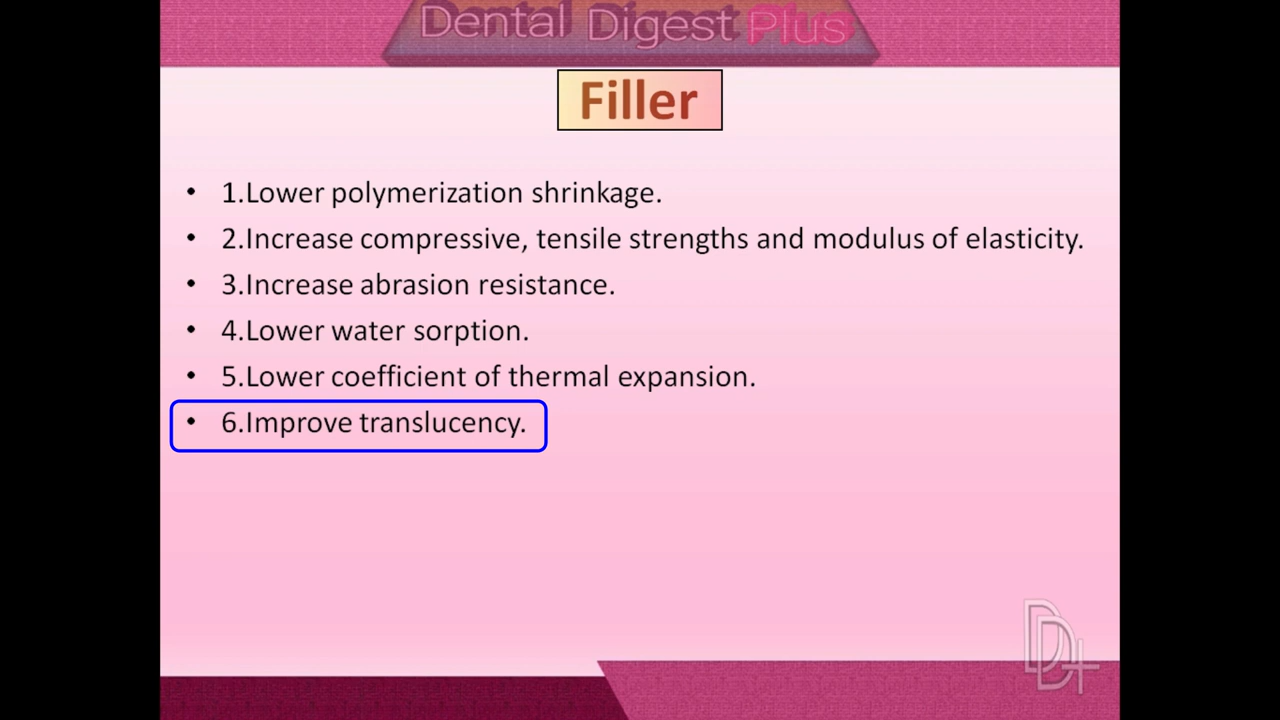 Dental Digest Plus
Filler
• 1.Lower polymerization shrinkage.
• 2.Increase compressive, tensile strengths and modulus of elasticity.
• 3.Increase abrasion resistance.
• 4.Lower water sorption.
• 5.Lower coefficient of thermal expansion.
• 6.Improve translucency.
DD+